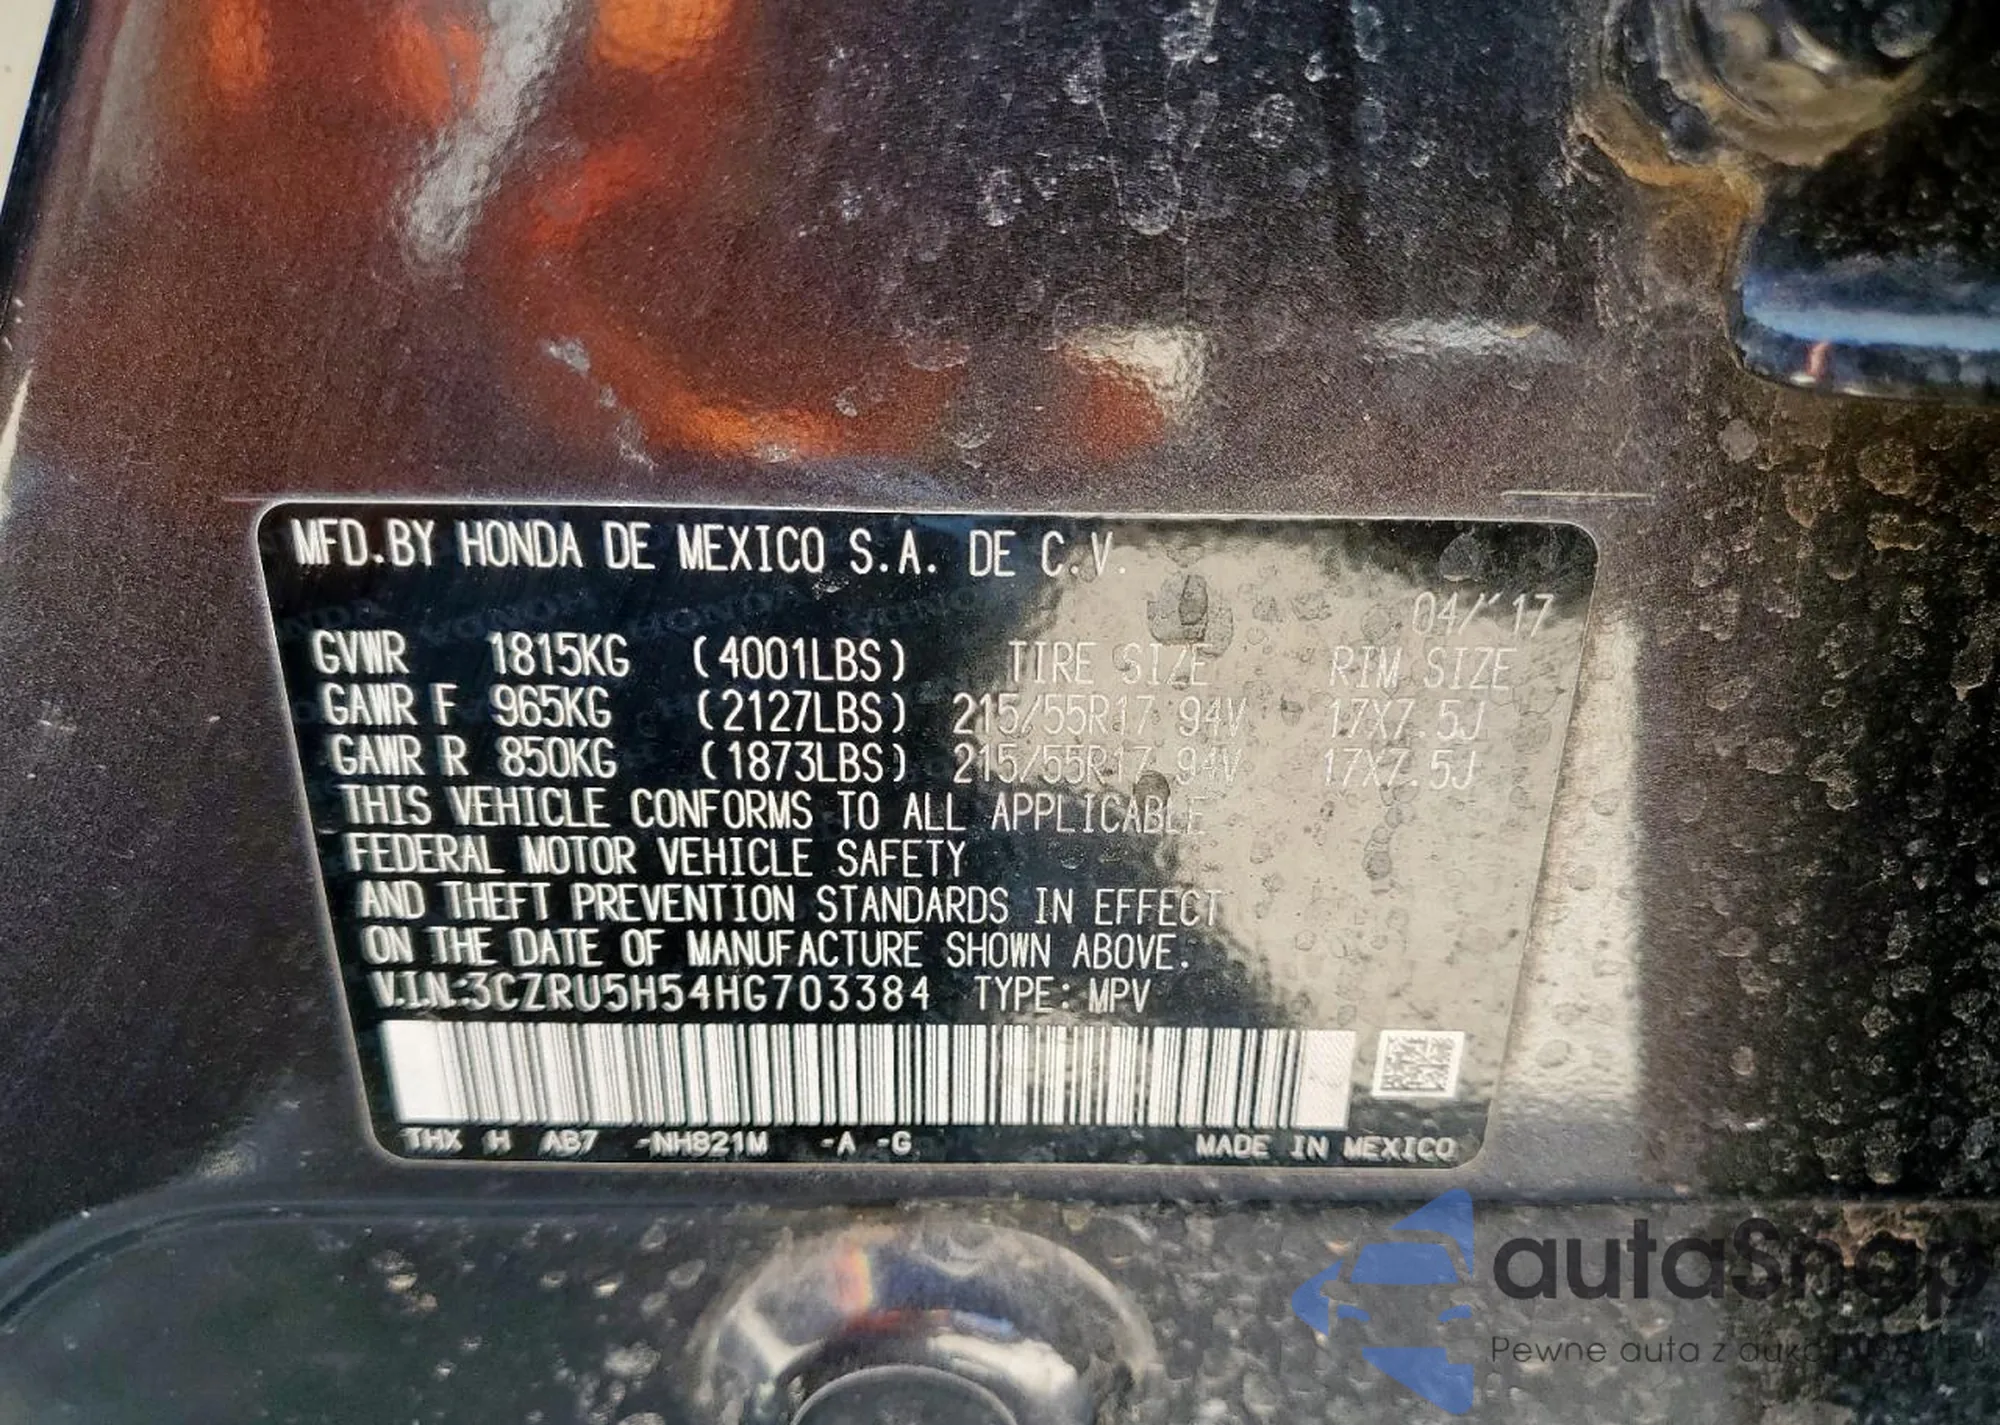 MFD.BY HONDA DE MEXICO S.A. DE C.V.
04/'17
GVWR 1815KG (4001LBS) TIRE SIZE RIM SIZE
GAWR F 965KG (2127LBS) 215/55R17 94V 17X7.5J
GAWR R 850KG (1873LBS) 215/55R17 94V 17X7.5J
THIS VEHICLE CONFORMS TO ALL APPLICABLE
FEDERAL MOTOR VEHICLE SAFETY
AND THEFT PREVENTION STANDARDS IN EFFECT
ON THE DATE OF MANUFACTURE SHOWN ABOVE.
V.I.N:3CZRU5H54HG703384 TYPE: MPV
THX H AB7 -NH821M -A -G MADE IN MEXICO
autaSnap
Pewne auta z